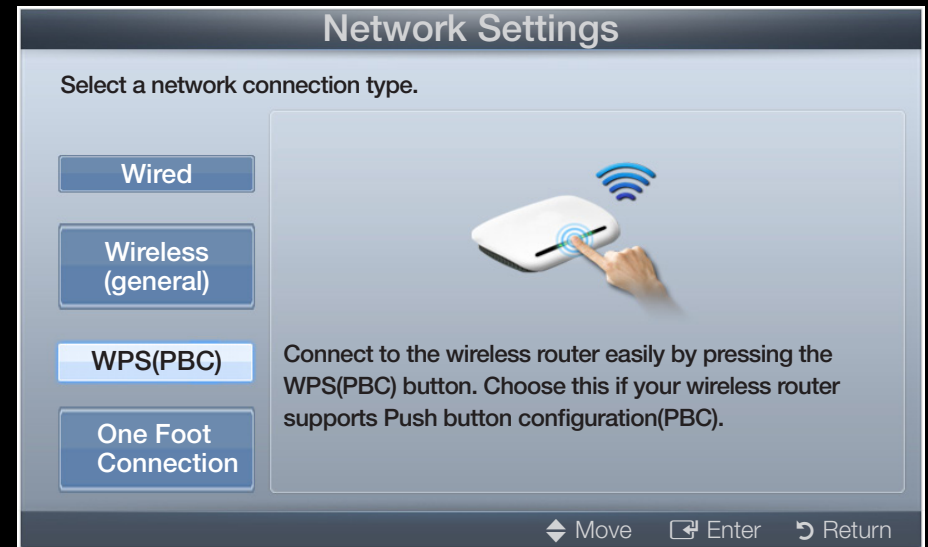 Network Settings
Select a network connection type.
Wired
Wireless
(general)
WPS(PBC)
One Foot
Connection
Connect to the wireless router easily by pressing the
WPS(PBC) button. Choose this if your wireless router
supports Push button configuration(PBC).
Move Enter Return